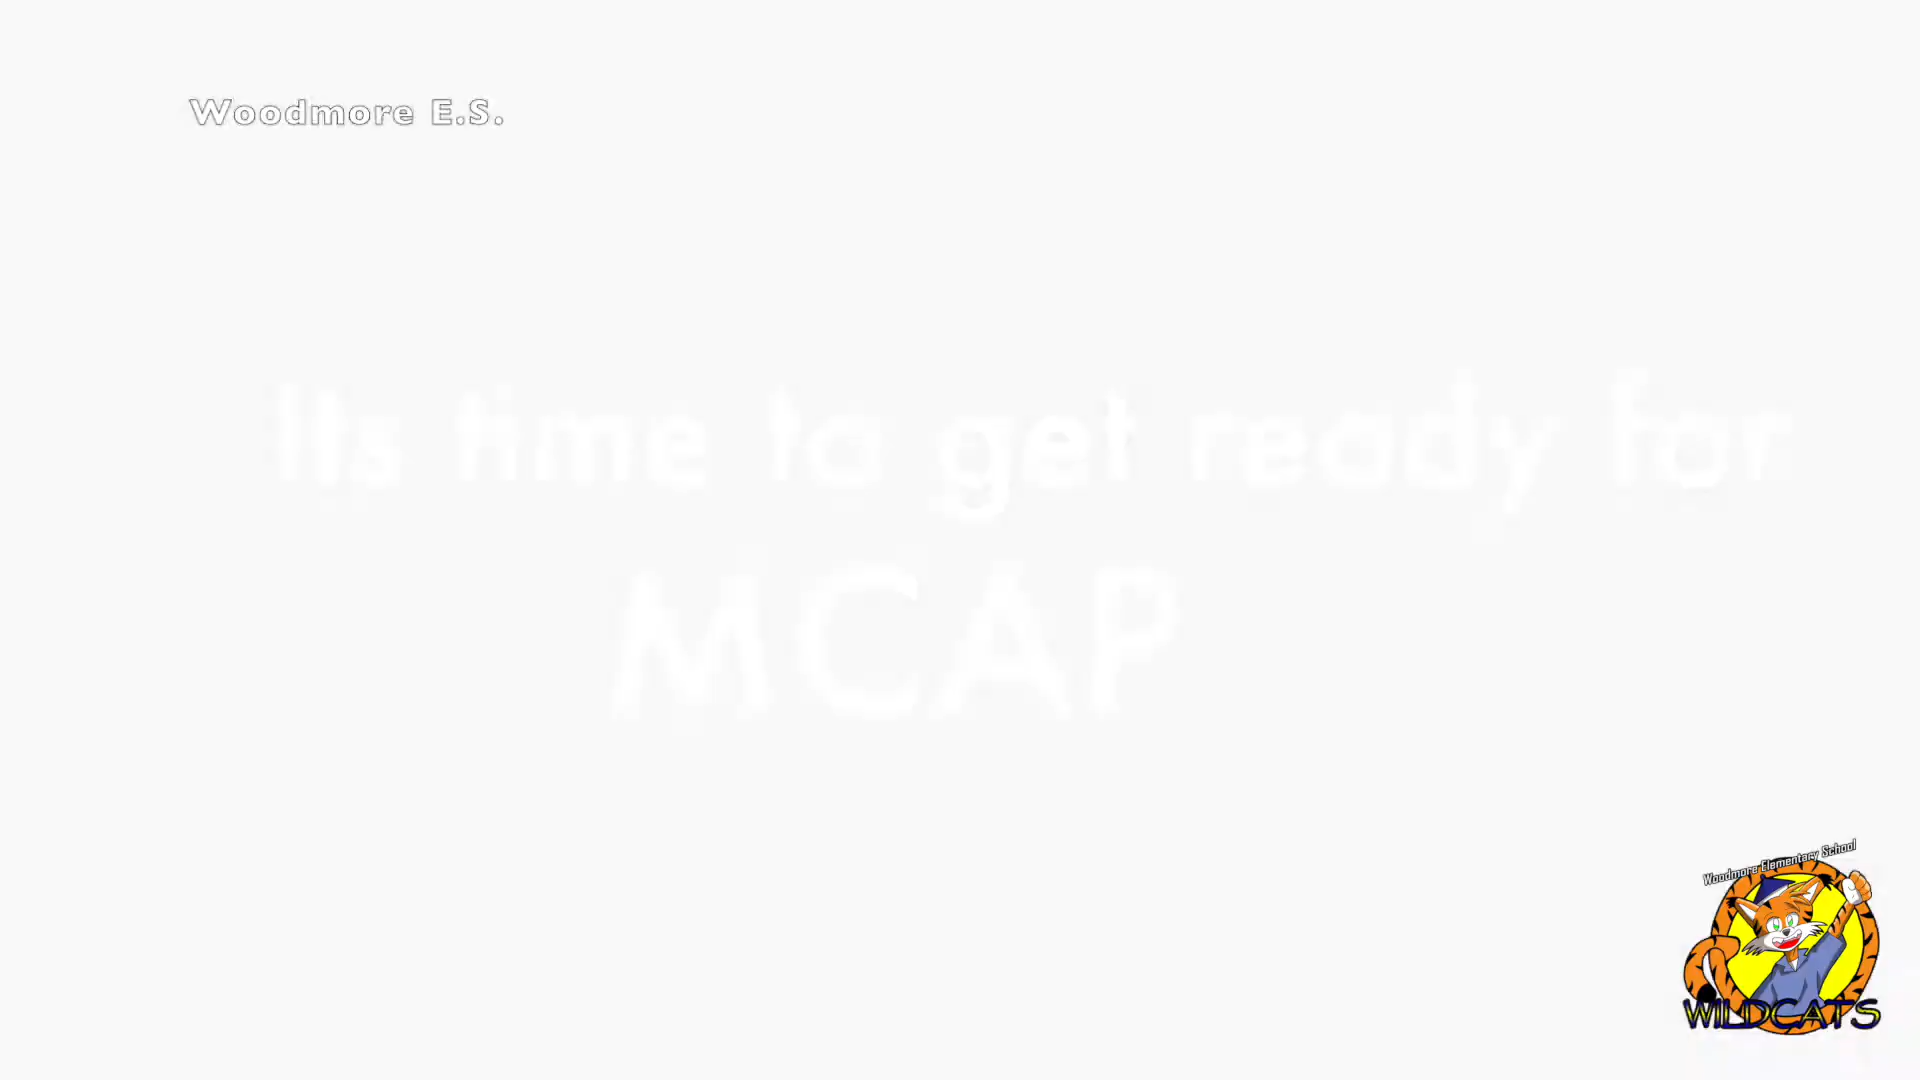 Woodmore E.S.
Its time to get ready for
MCAP
Woodmore Elementary School
WILDCATS